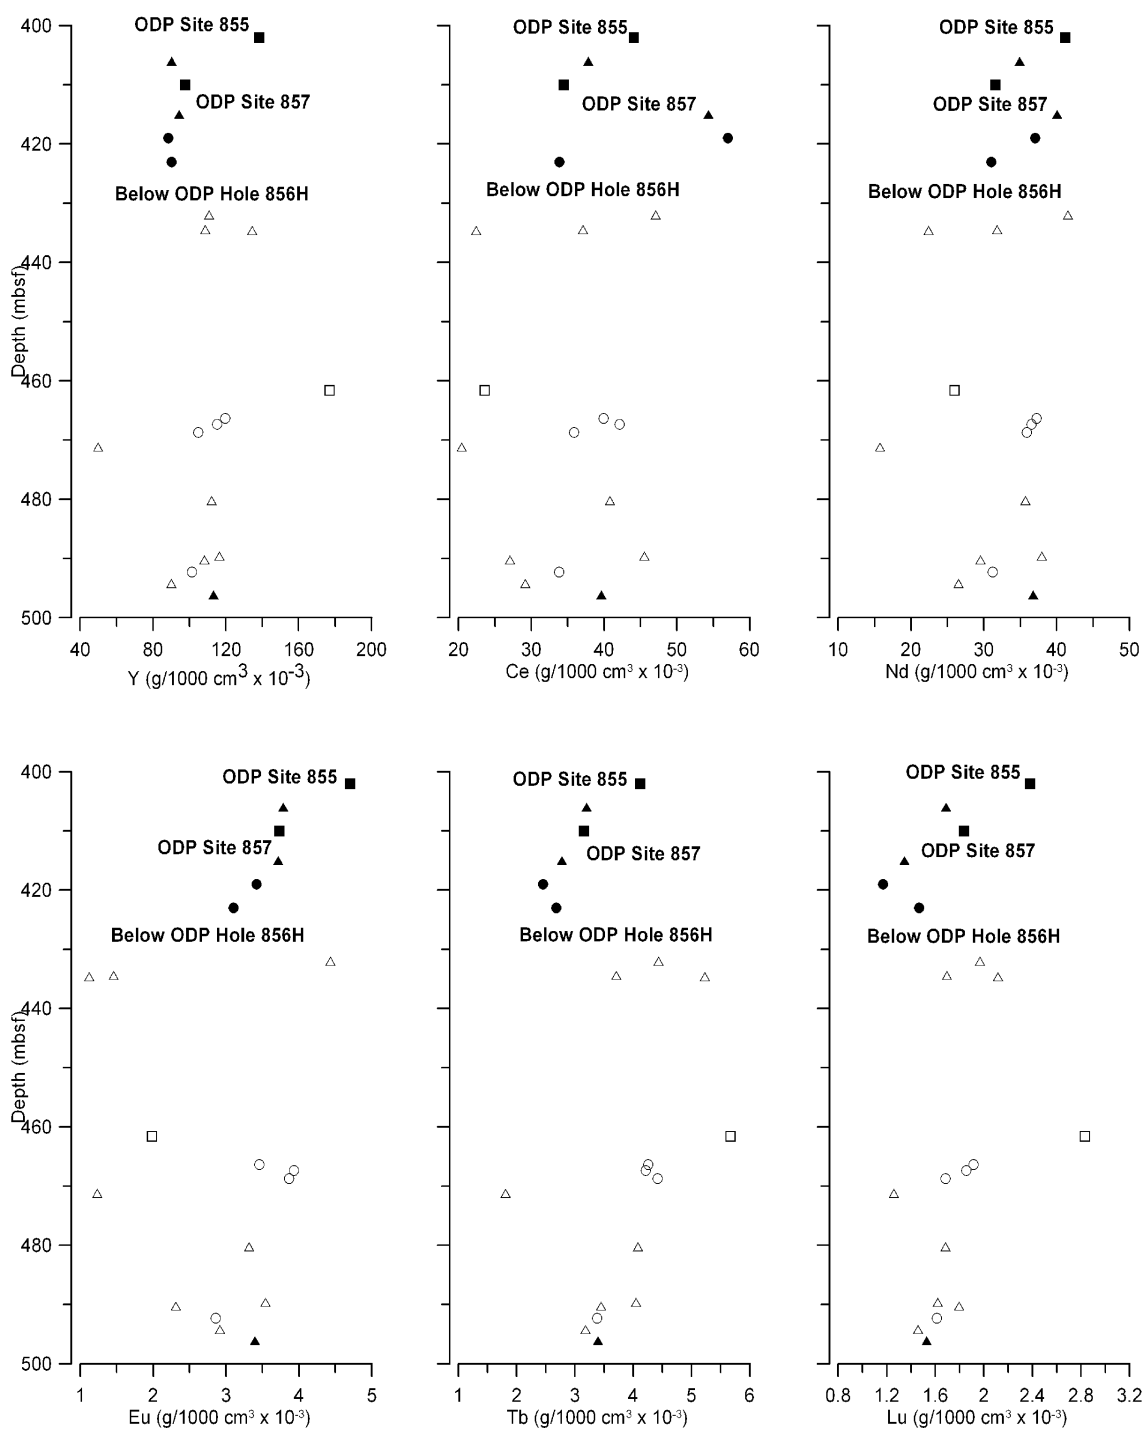 400
ODP Site 855
ODP Site 855
ODP Site 855
ODP Site 857
ODP Site 857
ODP Site 857
420
Below ODP Hole 856H
Below ODP Hole 856H
Below ODP Hole 856H
440
Depth (mbsf)
460
480
500
40 80 120 160 200
20 30 40 50 60
10 20 30 40 50
Y (g/1000 cm³ x 10⁻³)
Ce (g/1000 cm³ x 10⁻³)
Nd (g/1000 cm³ x 10⁻³)
400
ODP Site 855
ODP Site 855
ODP Site 855
ODP Site 857
ODP Site 857
ODP Site 857
420
Below ODP Hole 856H
Below ODP Hole 856H
Below ODP Hole 856H
440
Depth (mbsf)
460
480
500
1 2 3 4 5
1 2 3 4 5 6
0.8 1.2 1.6 2 2.4 2.8 3.2
Eu (g/1000 cm³ x 10⁻³)
Tb (g/1000 cm³ x 10⁻³)
Lu (g/1000 cm³ x 10⁻³)